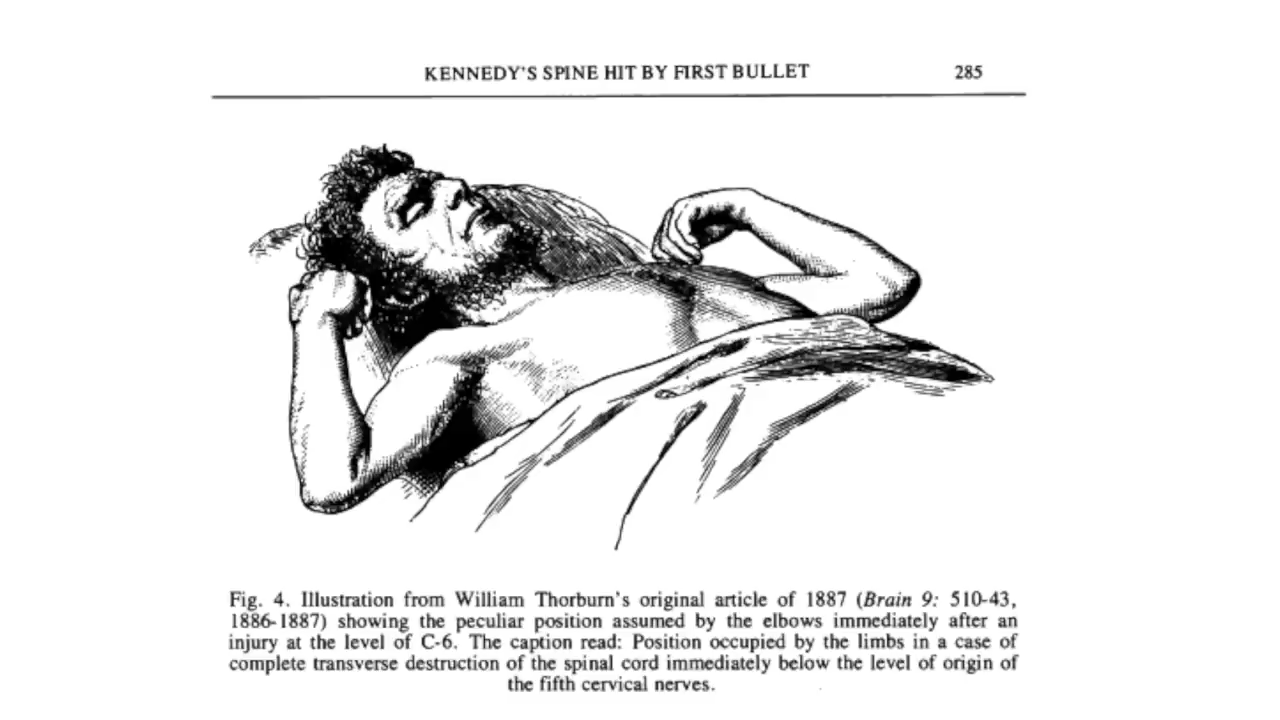 KENNEDY'S SPINE HIT BY FIRST BULLET 285
Fig. 4. Illustration from William Thorburn's original article of 1887 (Brain 9: 510-43,
1886-1887) showing the peculiar position assumed by the elbows immediately after an
injury at the level of C-6. The caption read: Position occupied by the limbs in a case of
complete transverse destruction of the spinal cord immediately below the level of origin of
the fifth cervical nerves.